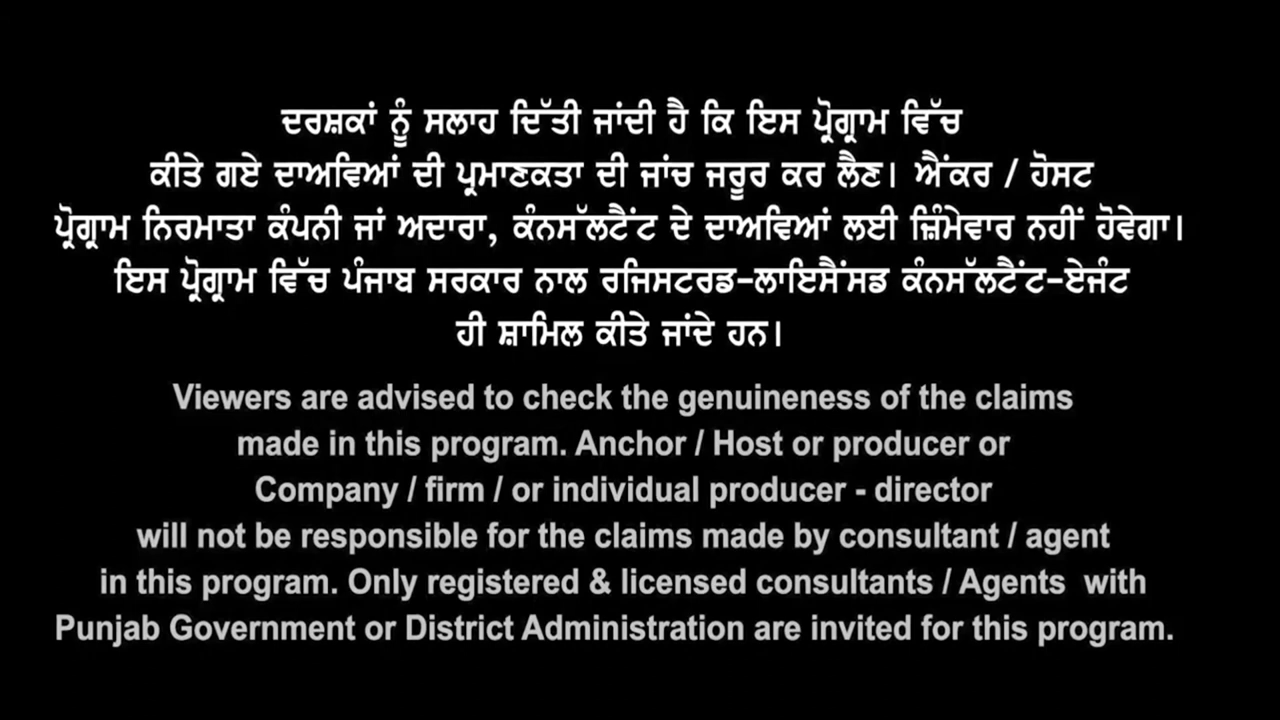 ਦਰਸ਼ਕਾਂ ਨੂੰ ਸਲਾਹ ਦਿੱਤੀ ਜਾਂਦੀ ਹੈ ਕਿ ਇਸ ਪ੍ਰੋਗ੍ਰਾਮ ਵਿੱਚ
ਕੀਤੇ ਗਏ ਦਾਅਵਿਆਂ ਦੀ ਪ੍ਰਮਾਣਕਤਾ ਦੀ ਜਾਂਚ ਜਰੂਰ ਕਰ ਲੈਣ। ਐਂਕਰ / ਹੋਸਟ
ਪ੍ਰੋਗ੍ਰਾਮ ਨਿਰਮਾਤਾ ਕੰਪਨੀ ਜਾਂ ਅਦਾਰਾ, ਕੰਨਸੱਲਟੈਂਟ ਦੇ ਦਾਅਵਿਆਂ ਲਈ ਜ਼ਿੰਮੇਵਾਰ ਨਹੀਂ ਹੋਵੇਗਾ।
ਇਸ ਪ੍ਰੋਗ੍ਰਾਮ ਵਿੱਚ ਪੰਜਾਬ ਸਰਕਾਰ ਨਾਲ ਰਜਿਸਟਰਡ-ਲਾਇਸੈਂਸਡ ਕੰਨਸੱਲਟੈਂਟ-ਏਜੰਟ
ਹੀ ਸ਼ਾਮਿਲ ਕੀਤੇ ਜਾਂਦੇ ਹਨ।
Viewers are advised to check the genuineness of the claims
made in this program. Anchor / Host or producer or
Company / firm / or individual producer - director
will not be responsible for the claims made by consultant / agent
in this program. Only registered & licensed consultants / Agents with
Punjab Government or District Administration are invited for this program.